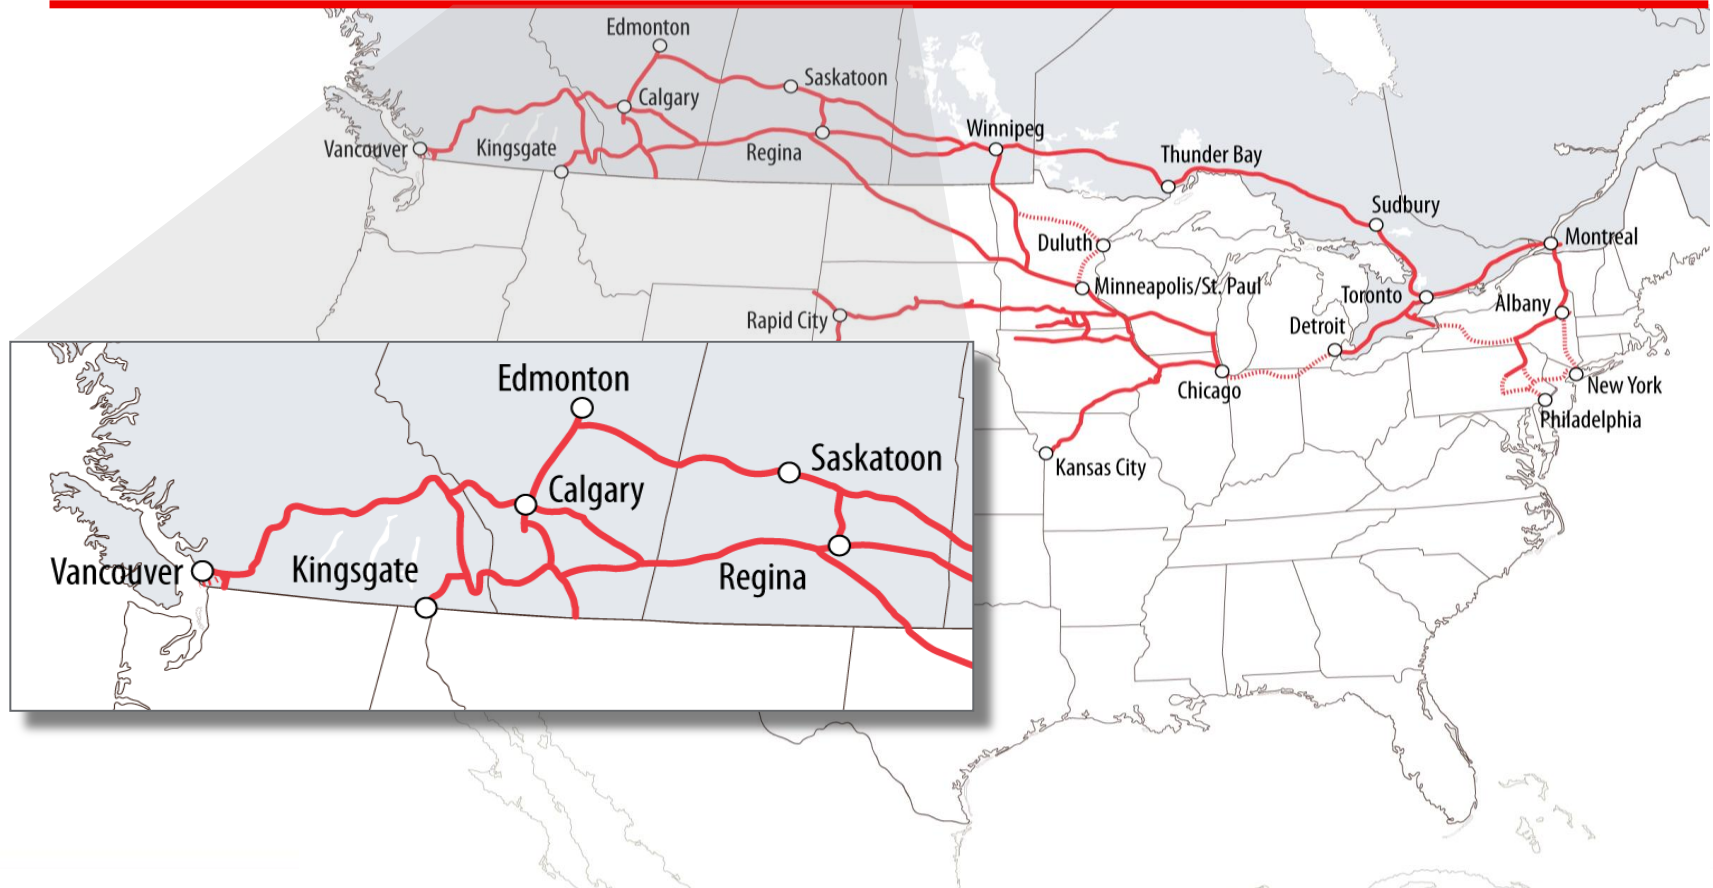 Edmonton
Saskatoon
Calgary
Winnipeg
Vancouver
Kingsgate
Regina
Thunder Bay
Sudbury
Duluth
Montreal
Minneapolis/St. Paul
Toronto
Albany
Rapid City
Detroit
Chicago
New York
Philadelphia
Kansas City
Edmonton
Saskatoon
Calgary
Vancouver
Kingsgate
Regina